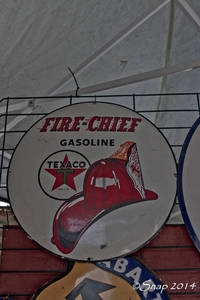 FIRE-CHIEF
GASOLINE
TEXACO
T
©Snap 2014